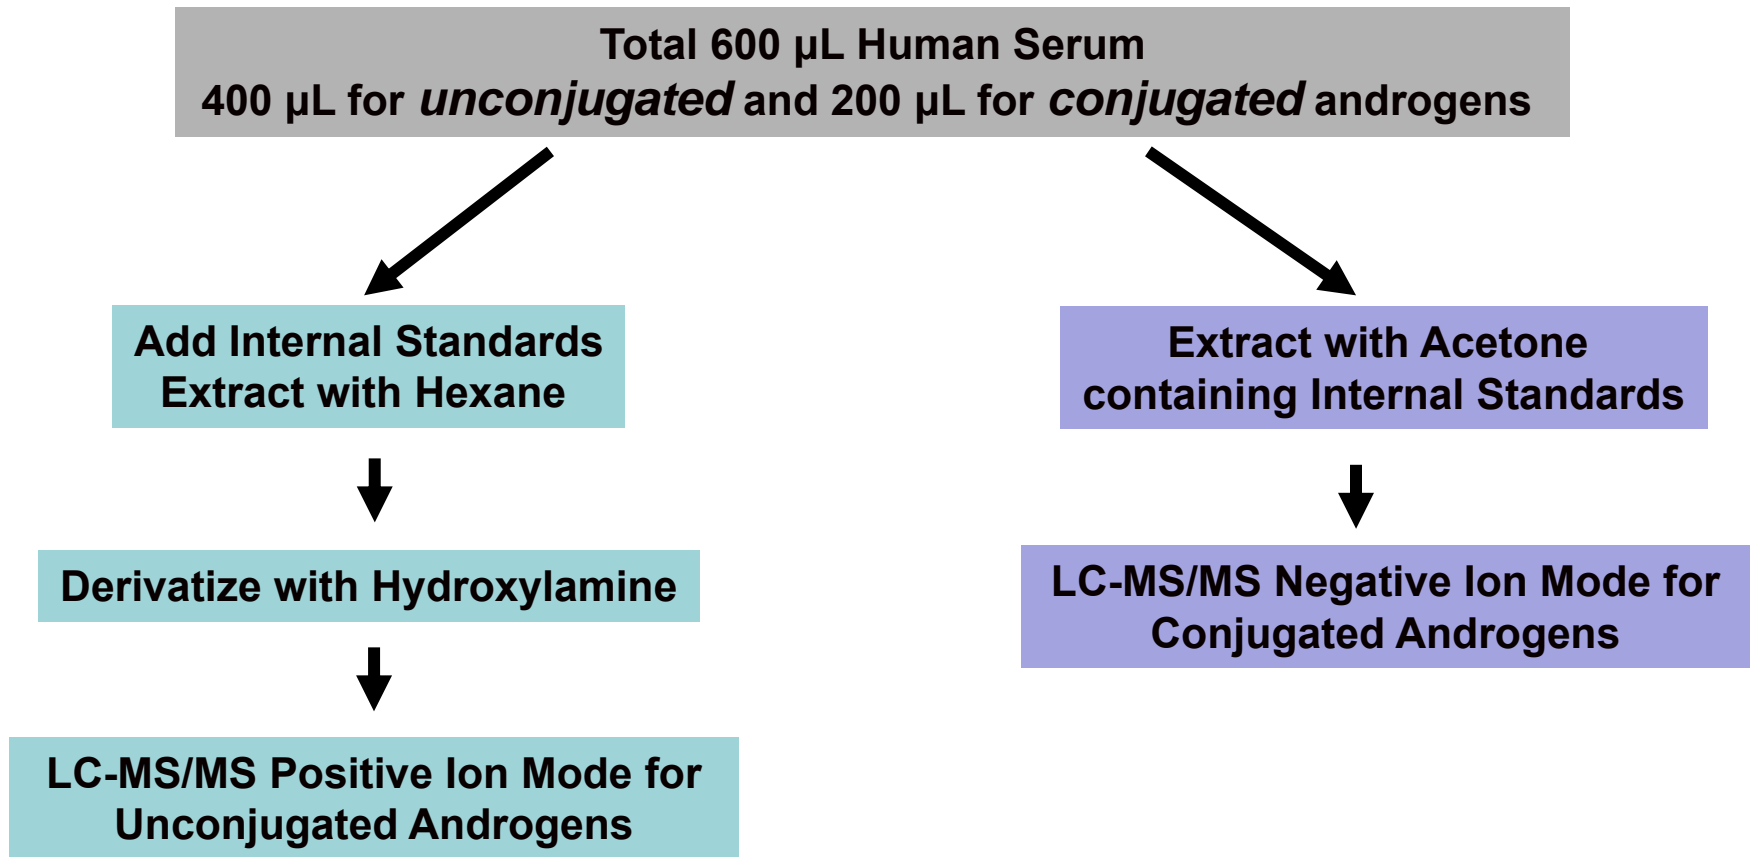 Total 600 µL Human Serum
400 µL for unconjugated and 200 µL for conjugated androgens
Add Internal Standards
Extract with Hexane
Extract with Acetone
containing Internal Standards
Derivatize with Hydroxylamine
LC-MS/MS Negative Ion Mode for
Conjugated Androgens
LC-MS/MS Positive Ion Mode for
Unconjugated Androgens